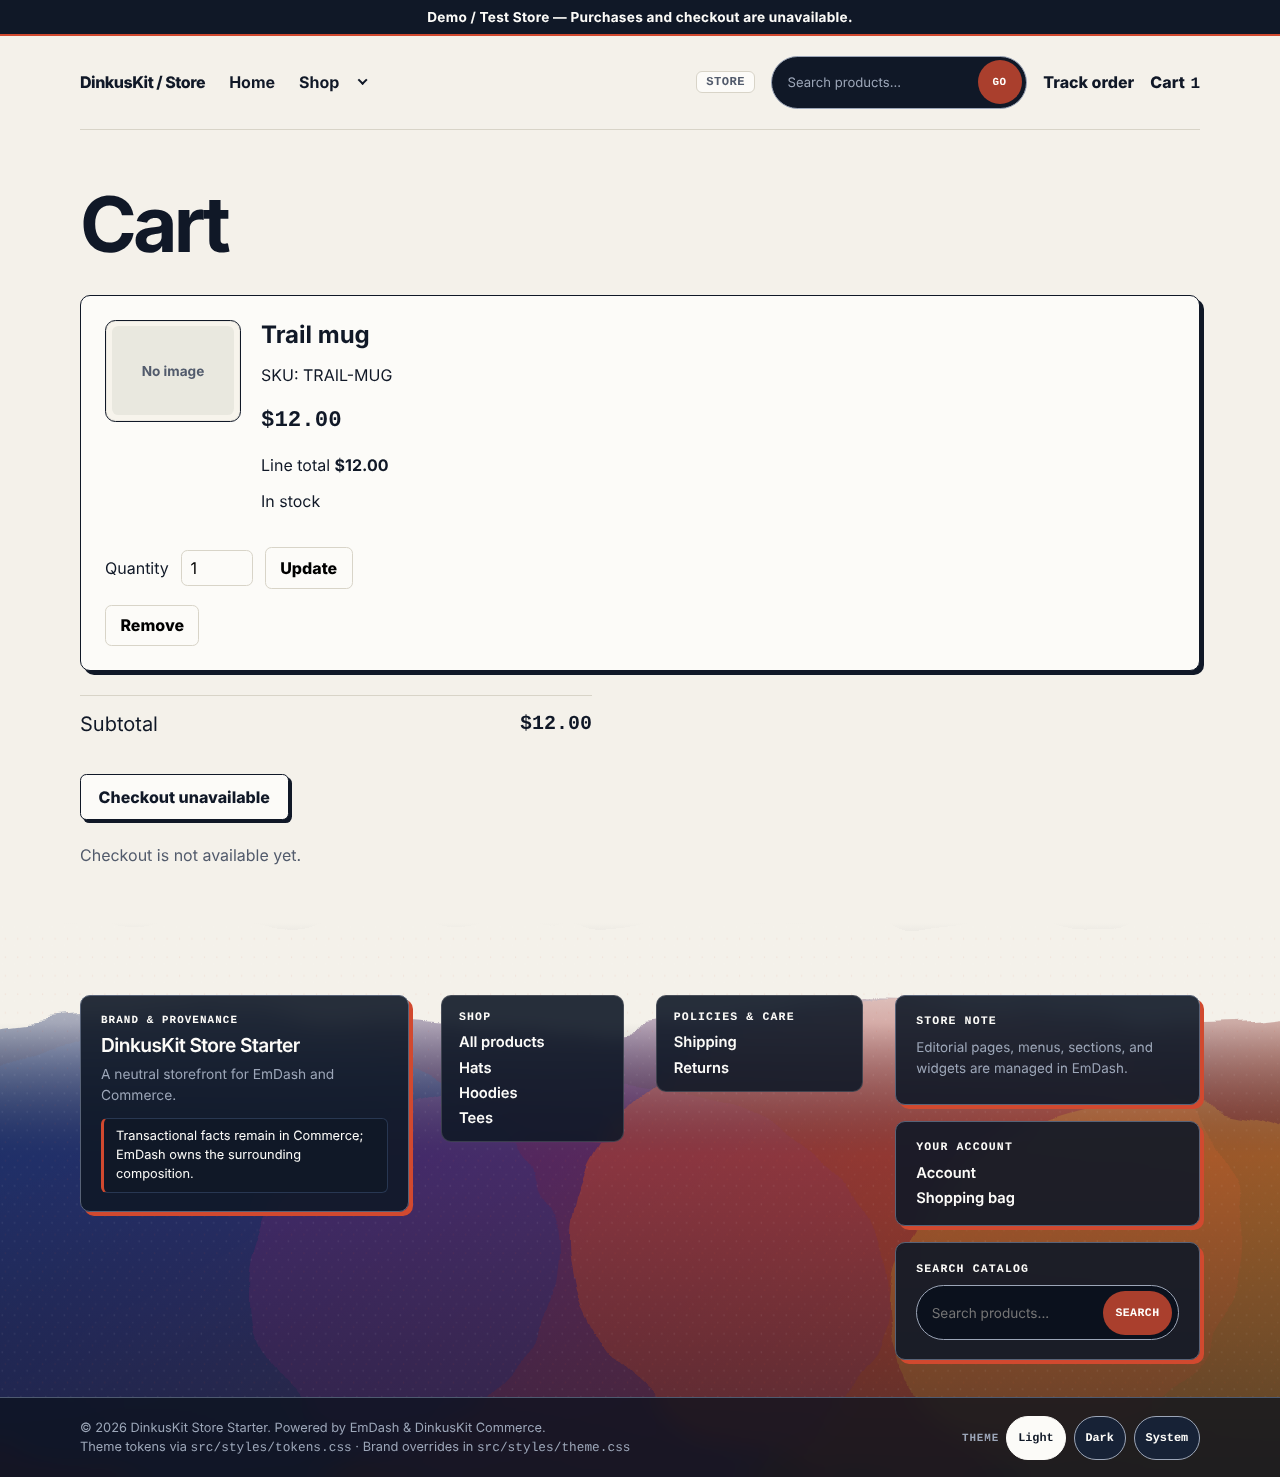 Demo / Test Store — Purchases and checkout are unavailable.
DinkusKit / Store Home Shop STORE Search products... GO Track order Cart 1
Cart
No image
Trail mug
SKU: TRAIL-MUG
$12.00
Line total $12.00
In stock
Quantity 1 Update
Remove
Subtotal $12.00
Checkout unavailable
Checkout is not available yet.
BRAND & PROVENANCE
DinkusKit Store Starter
A neutral storefront for EmDash and
Commerce.
Transactional facts remain in Commerce;
EmDash owns the surrounding
composition.
SHOP
All products
Hats
Hoodies
Tees
POLICIES & CARE
Shipping
Returns
STORE NOTE
Editorial pages, menus, sections, and
widgets are managed in EmDash.
YOUR ACCOUNT
Account
Shopping bag
SEARCH CATALOG
Search products... SEARCH
© 2026 DinkusKit Store Starter. Powered by EmDash & DinkusKit Commerce.
Theme tokens via src/styles/tokens.css · Brand overrides in src/styles/theme.css
THEME Light Dark System